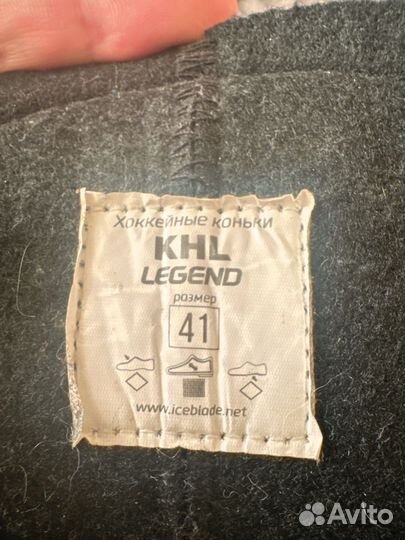 Хоккейные коньки
KHL
LEGEND
размер
41
www.iceblade.net
Avito